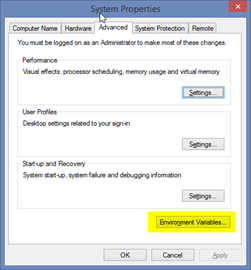 System Properties
Computer Name Hardware Advanced System Protection Remote
You must be logged on as an Administrator to make most of these changes.
Performance
Visual effects, processor scheduling, memory usage and virtual memory
Settings...
User Profiles
Desktop settings related to your sign-in
Settings...
Start-up and Recovery
System start-up, system failure and debugging information
Settings...
Environment Variables...
OK Cancel Apply